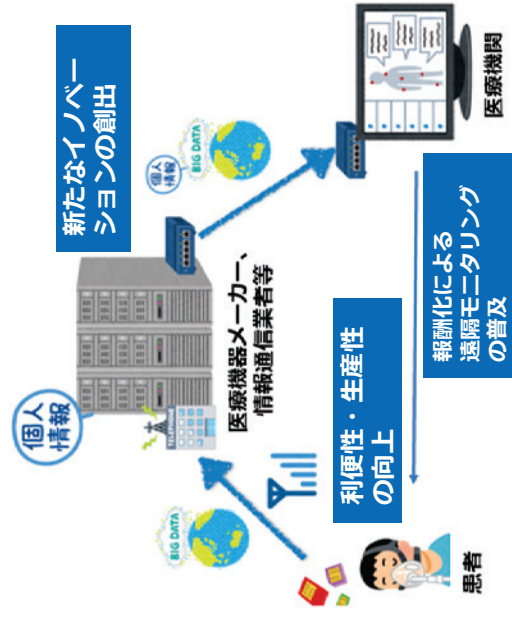 新たなイノベー
ションの創出
個人
情報
BIG DATA
個人
情報
TELEPHONE
医療機器メーカー、
情報通信業者等
BIG DATA
利便性・生産性
の向上
患者
報酬化による
遠隔モニタリング
の普及
医療機関